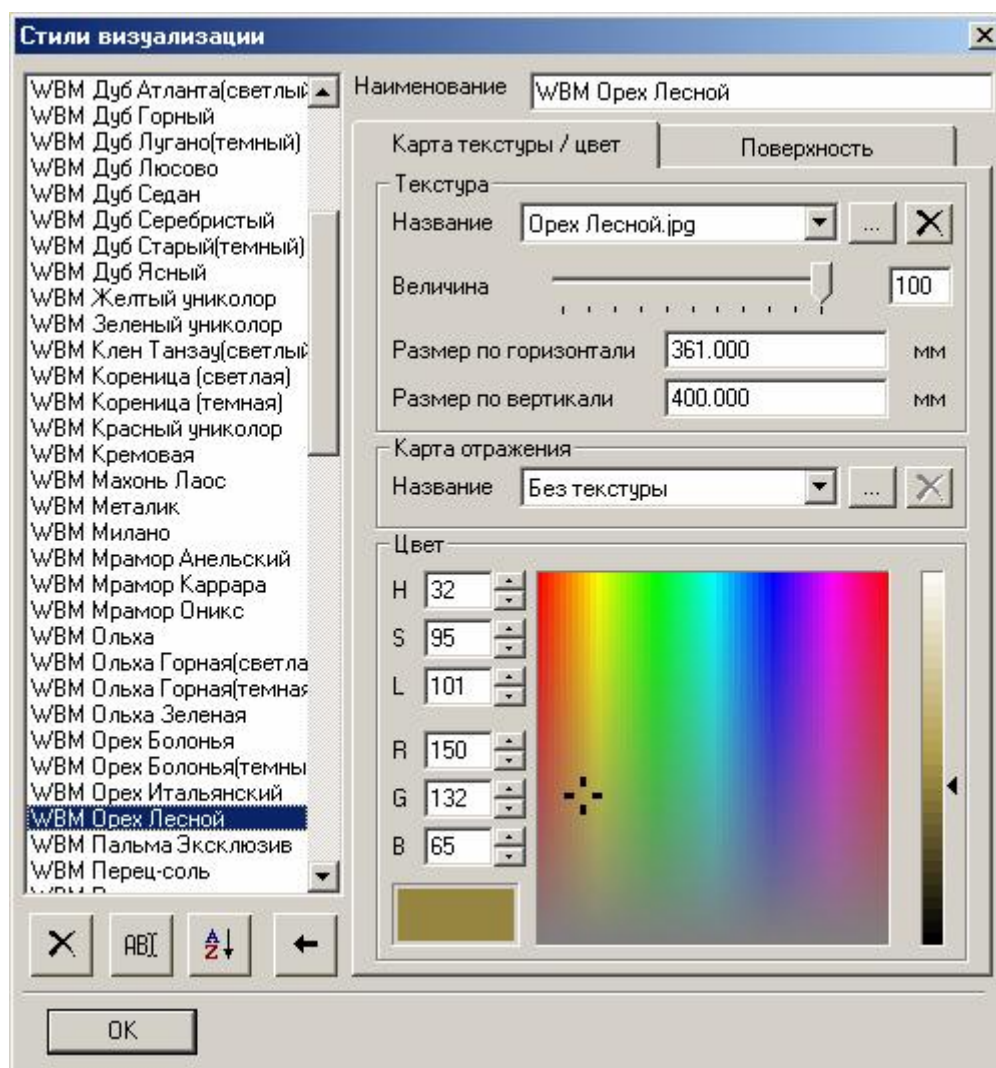 Стили визуализации
WBM Дуб Атланта(светлый
WBM Дуб Горный
WBM Дуб Лугано(темный)
WBM Дуб Люсово
WBM Дуб Седан
WBM Дуб Серебристый
WBM Дуб Старый(темный)
WBM Дуб Ясный
WBM Желтый униколор
WBM Зеленый униколор
WBM Клен Танзау(светлый
WBM Кореница (светлая)
WBM Кореница (темная)
WBM Красный униколор
WBM Кремовая
WBM Махонь Лаос
WBM Металик
WBM Милано
WBM Мрамор Анельский
WBM Мрамор Каррара
WBM Мрамор Оникс
WBM Ольха
WBM Ольха Горная(светла
WBM Ольха Горная(темная
WBM Ольха Зеленая
WBM Орех Болонья
WBM Орех Болонья(темны
WBM Орех Итальянский
WBM Орех Лесной
WBM Пальма Эксклюзив
WBM Перец-соль
ABI
AZ
Наименование WBM Орех Лесной
Карта текстуры / цвет Поверхность
Текстура
Название Орех Лесной.jpg ...
Величина 100
Размер по горизонтали 361.000 мм
Размер по вертикали 400.000 мм
Карта отражения
Название Без текстуры ...
Цвет
H 32
S 95
L 101
R 150
G 132
B 65
OK